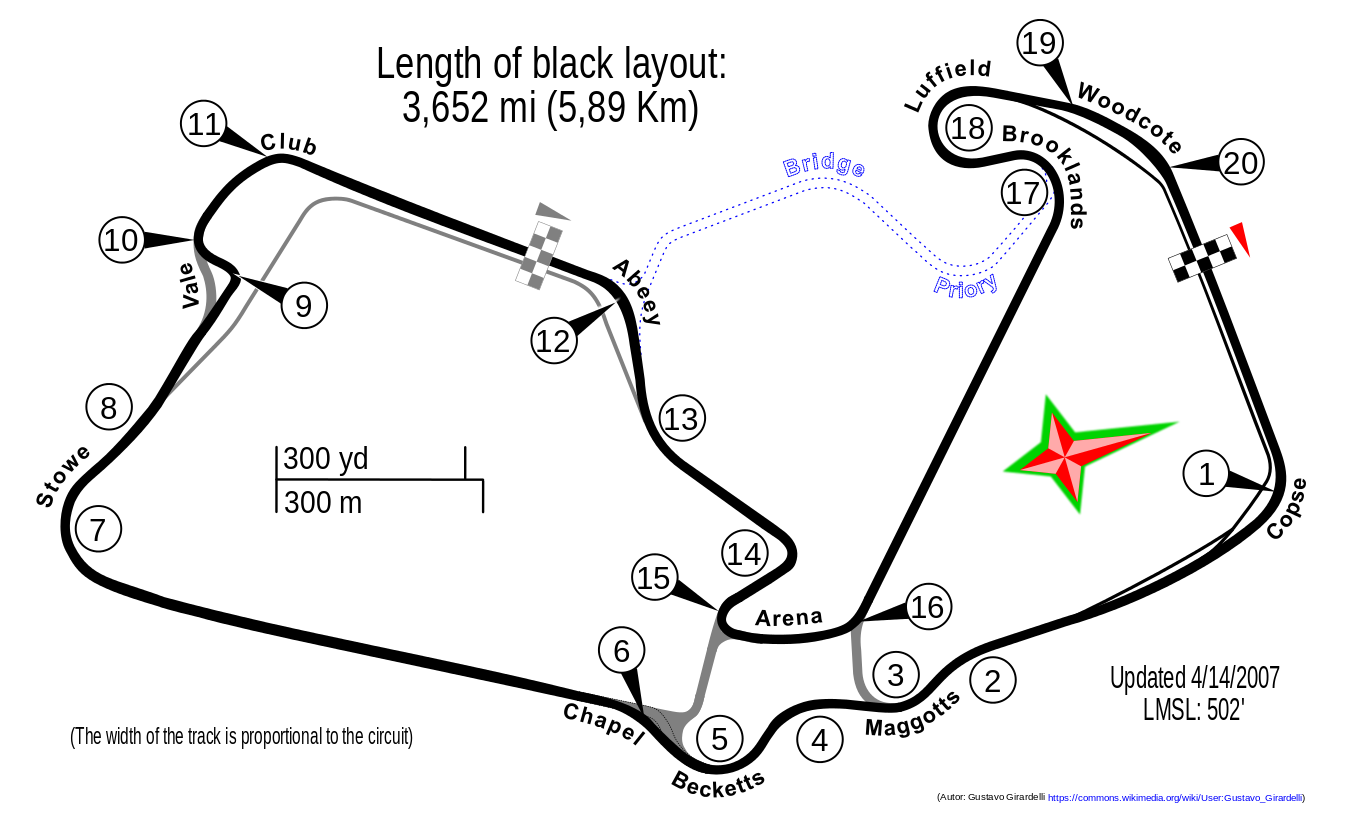 Length of black layout:
3,652 mi (5,89 Km)
19
Luffield
Woodcote
11
Club
18
Brooklands
20
Bridge
17
10
Vale
Abeey
Priory
9
12
8
13
Stowe
300 yd
300 m
1
Copse
7
14
15
Arena
16
6
3
2
Updated 4/14/2007
LMSL: 502'
Chapel
Maggotts
(The width of the track is proportional to the circuit)
5
4
Becketts
(Autor: Gustavo Girardelli https://commons.wikimedia.org/wiki/User:Gustavo_Girardelli)